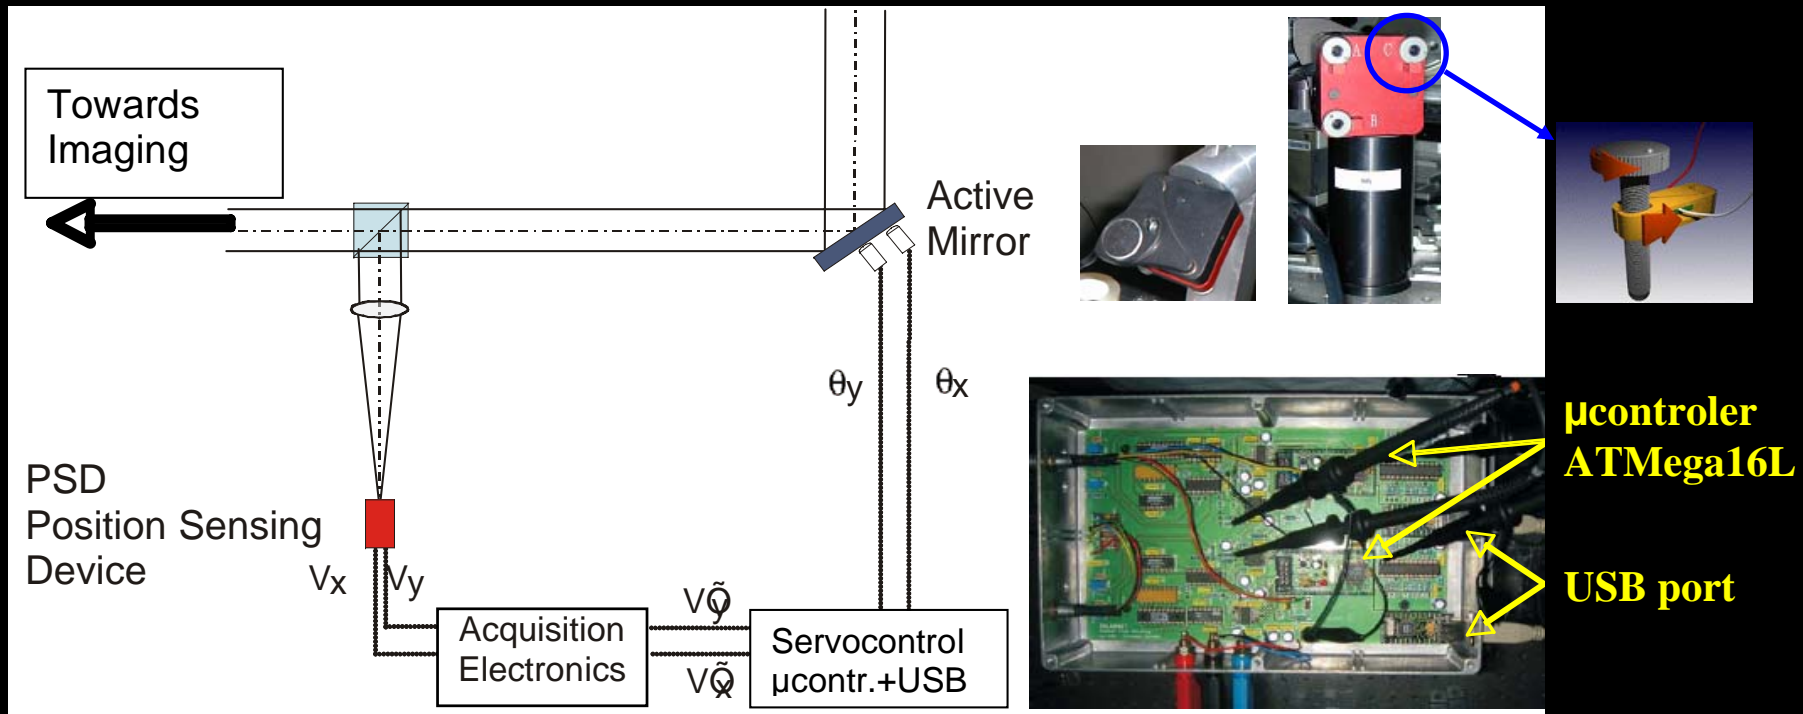 Towards
Imaging
Active
Mirror
A
C
B
θy
θx
PSD
Position Sensing
Device
Vx
Vy
Acquisition
Electronics
Servocontrol
µcontr.+USB
µcontroler
ATMega16L
USB port